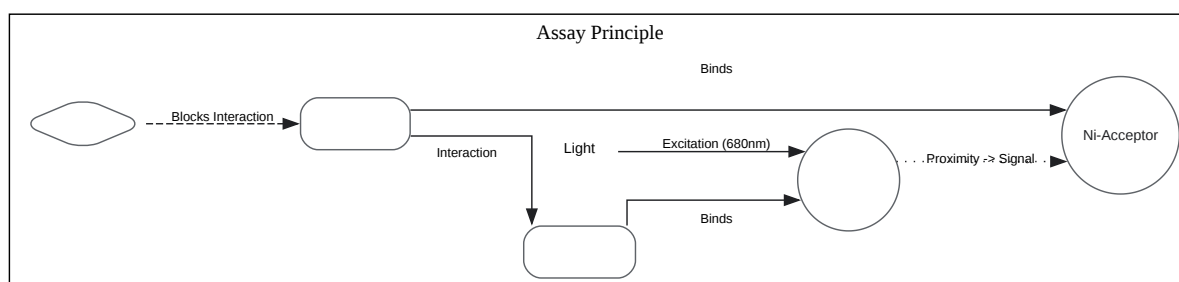 Assay Principle
Binds
Blocks Interaction
Interaction
Light
Excitation (680nm)
Ni-Acceptor
Proximity -> Signal
Binds